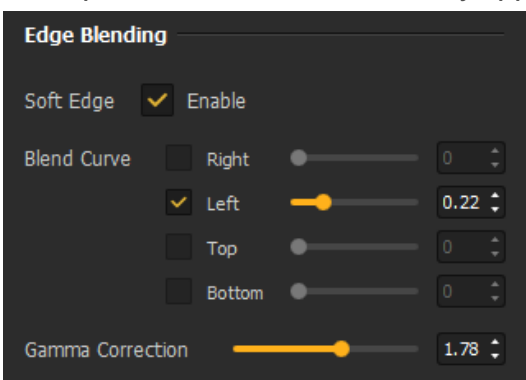 Edge Blending
Soft Edge Enable
Blend Curve Right 0
Left 0.22
Top 0
Bottom 0
Gamma Correction 1.78